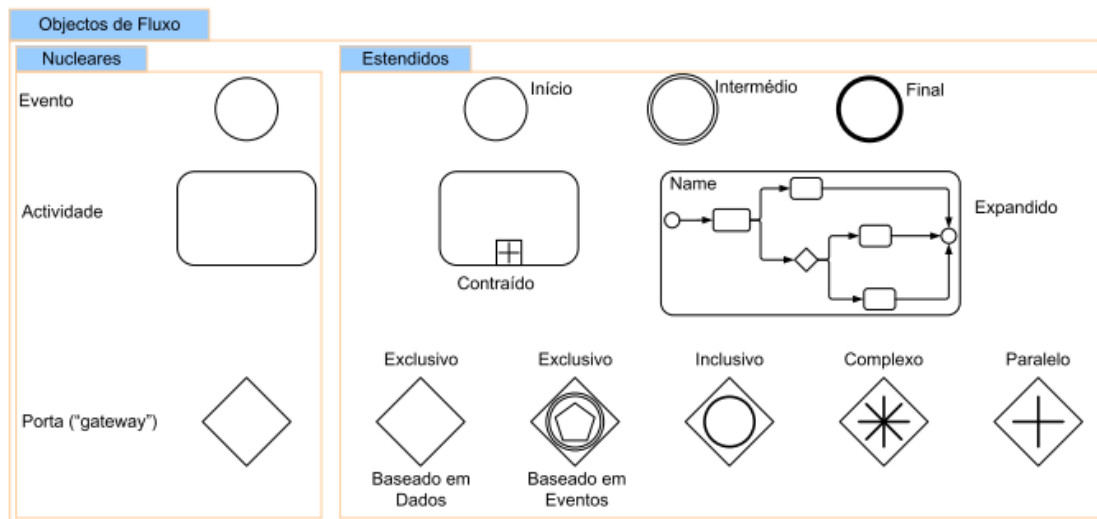 Objectos de Fluxo
Nucleares
Estendidos
Evento
Início
Intermédio
Final
Actividade
Name
Expandido
Contraído
Exclusivo
Exclusivo
Inclusivo
Complexo
Paralelo
Porta ("gateway")
Baseado em
Dados
Baseado em
Eventos